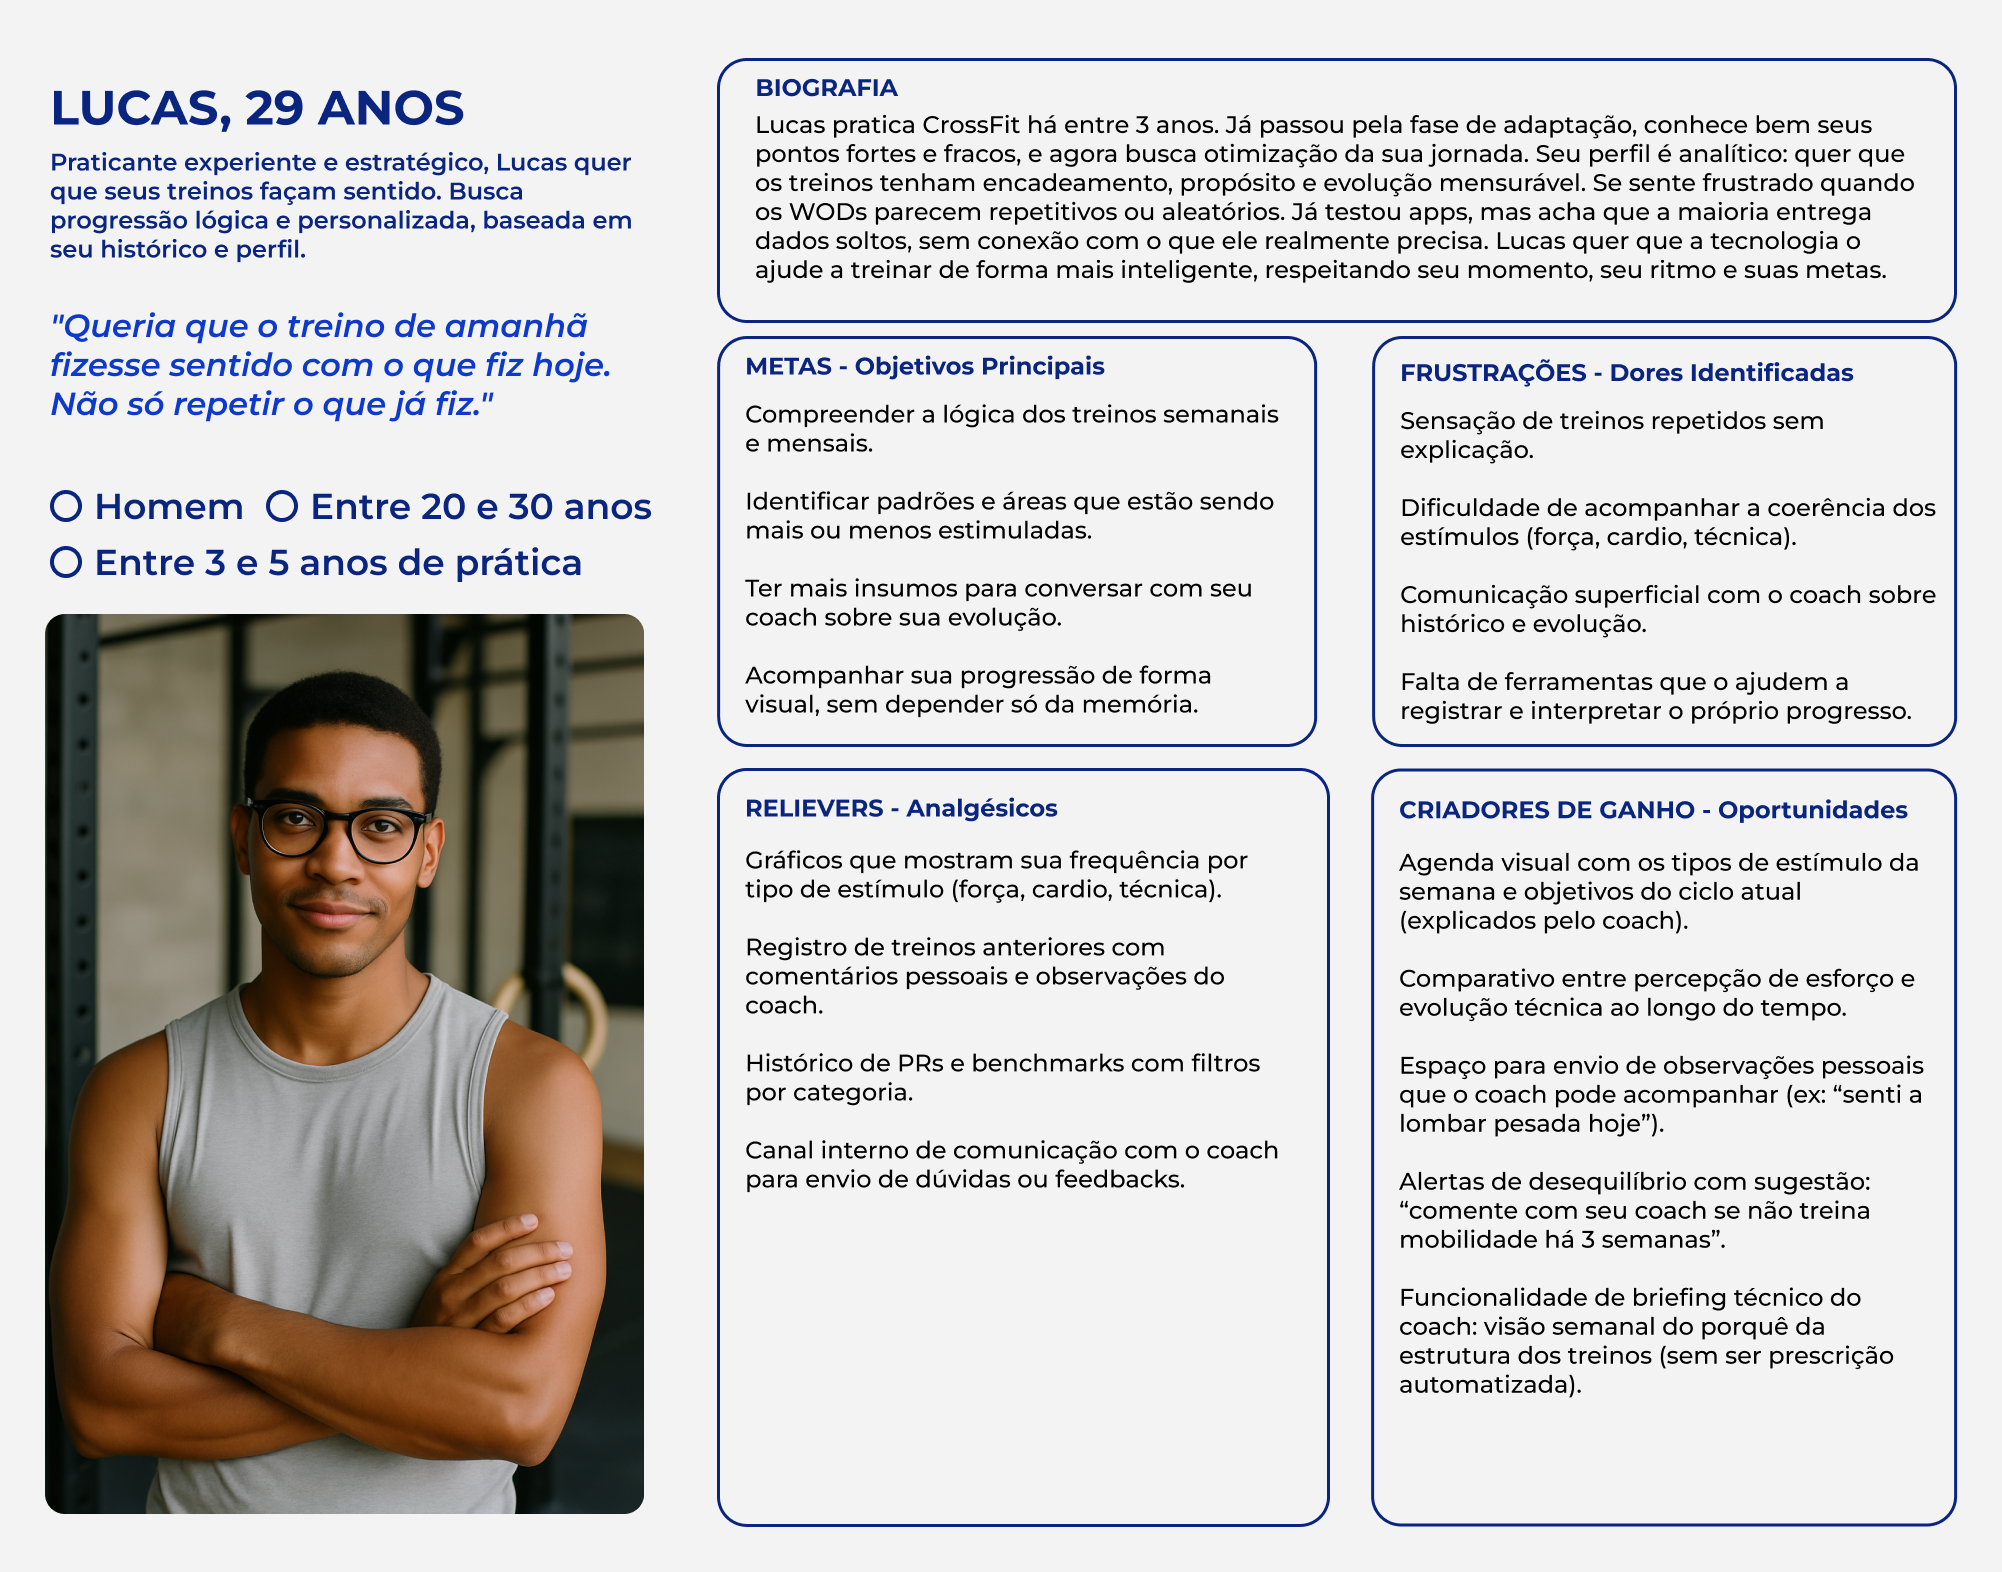 LUCAS, 29 ANOS
Praticante experiente e estratégico, Lucas quer
que seus treinos façam sentido. Busca
progressão lógica e personalizada, baseada em
seu histórico e perfil.
"Queria que o treino de amanhã
fizesse sentido com o que fiz hoje.
Não só repetir o que já fiz."
Homem Entre 20 e 30 anos
Entre 3 e 5 anos de prática
BIOGRAFIA
Lucas pratica CrossFit há entre 3 anos. Já passou pela fase de adaptação, conhece bem seus
pontos fortes e fracos, e agora busca otimização da sua jornada. Seu perfil é analítico: quer que
os treinos tenham encadeamento, propósito e evolução mensurável. Se sente frustrado quando
os WODs parecem repetitivos ou aleatórios. Já testou apps, mas acha que a maioria entrega
dados soltos, sem conexão com o que ele realmente precisa. Lucas quer que a tecnologia o
ajude a treinar de forma mais inteligente, respeitando seu momento, seu ritmo e suas metas.
METAS - Objetivos Principais
Compreender a lógica dos treinos semanais
e mensais.
Identificar padrões e áreas que estão sendo
mais ou menos estimuladas.
Ter mais insumos para conversar com seu
coach sobre sua evolução.
Acompanhar sua progressão de forma
visual, sem depender só da memória.
FRUSTRAÇÕES - Dores Identificadas
Sensação de treinos repetidos sem
explicação.
Dificuldade de acompanhar a coerência dos
estímulos (força, cardio, técnica).
Comunicação superficial com o coach sobre
histórico e evolução.
Falta de ferramentas que o ajudem a
registrar e interpretar o próprio progresso.
RELIEVERS - Analgésicos
Gráficos que mostram sua frequência por
tipo de estímulo (força, cardio, técnica).
Registro de treinos anteriores com
comentários pessoais e observações do
coach.
Histórico de PRs e benchmarks com filtros
por categoria.
Canal interno de comunicação com o coach
para envio de dúvidas ou feedbacks.
CRIADORES DE GANHO - Oportunidades
Agenda visual com os tipos de estímulo da
semana e objetivos do ciclo atual
(explicados pelo coach).
Comparativo entre percepção de esforço e
evolução técnica ao longo do tempo.
Espaço para envio de observações pessoais
que o coach pode acompanhar (ex: “senti a
lombar pesada hoje”).
Alertas de desequilíbrio com sugestão:
“comente com seu coach se não treina
mobilidade há 3 semanas”.
Funcionalidade de briefing técnico do
coach: visão semanal do porquê da
estrutura dos treinos (sem ser prescrição
automatizada).